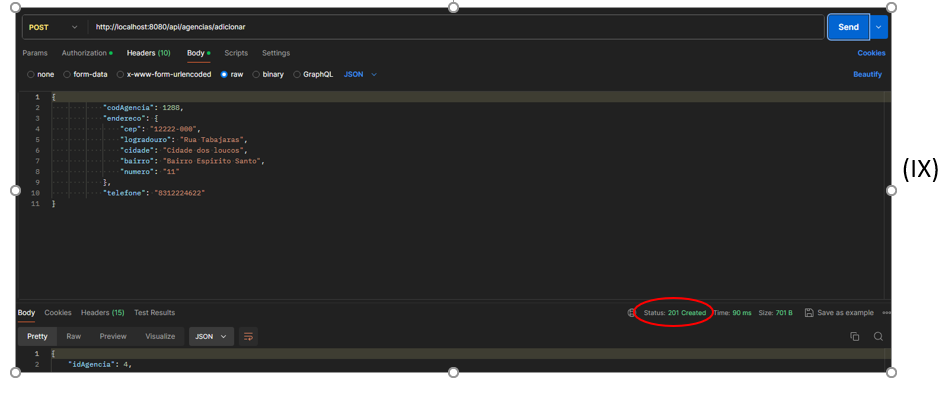 POST http://localhost:8080/api/agencias/adicionar Send
Params Authorization Headers (10) Body Scripts Settings Cookies
none form-data x-www-form-urlencoded raw binary GraphQL JSON Beautify
1 {
2 "codAgencia": 1288,
3 "endereco": {
4 "cep": "12222-000",
5 "logradouro": "Rua Tabajaras",
6 "cidade": "Cidade dos loucos",
7 "bairro": "Bairro Espirito Santo",
8 "numero": "11"
9 },
10 "telefone": "8312224622"
11 }
(IX)
Body Cookies Headers (15) Test Results Status: 201 Created Time: 90 ms Size: 701 B Save as example
Pretty Raw Preview Visualize JSON
1 {
2 "idAgencia": 4,